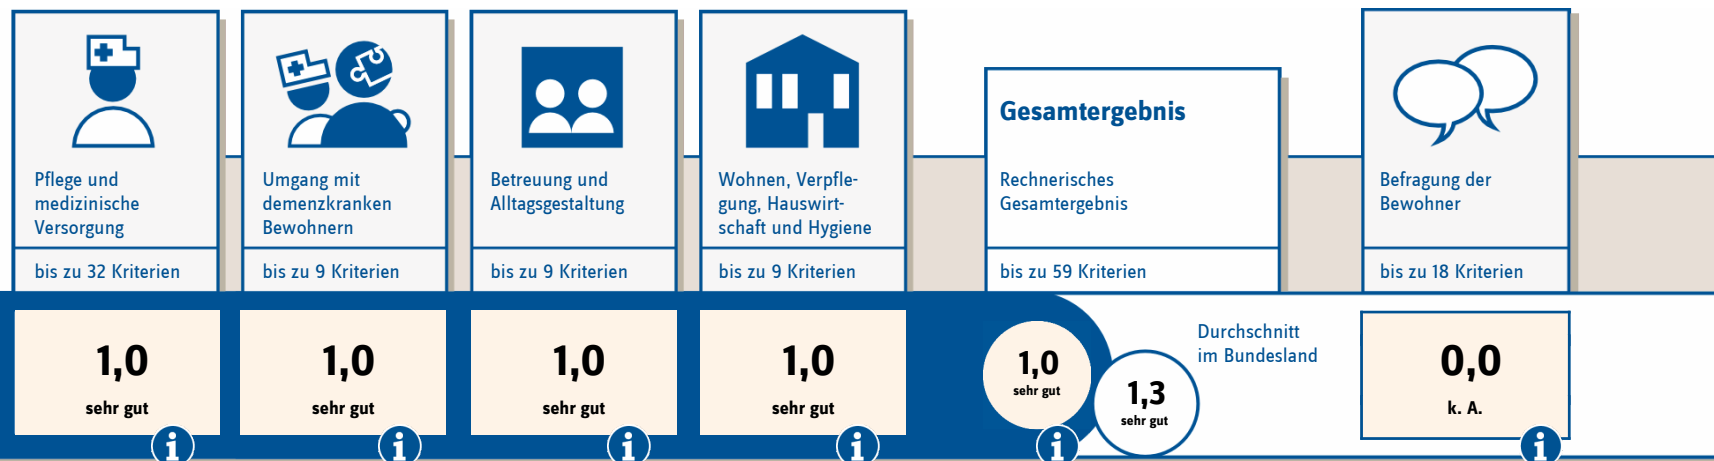 Pflege und
medizinische
Versorgung
bis zu 32 Kriterien
1,0
sehr gut
Umgang mit
demenzkranken
Bewohnern
bis zu 9 Kriterien
1,0
sehr gut
Betreuung und
Alltagsgestaltung
bis zu 9 Kriterien
1,0
sehr gut
Wohnen, Verpfle-
gung, Hauswirt-
schaft und Hygiene
bis zu 9 Kriterien
1,0
sehr gut
Gesamtergebnis
Rechnerisches
Gesamtergebnis
bis zu 59 Kriterien
1,0
sehr gut
Durchschnitt
im Bundesland
1,3
sehr gut
Befragung der
Bewohner
bis zu 18 Kriterien
0,0
k. A.